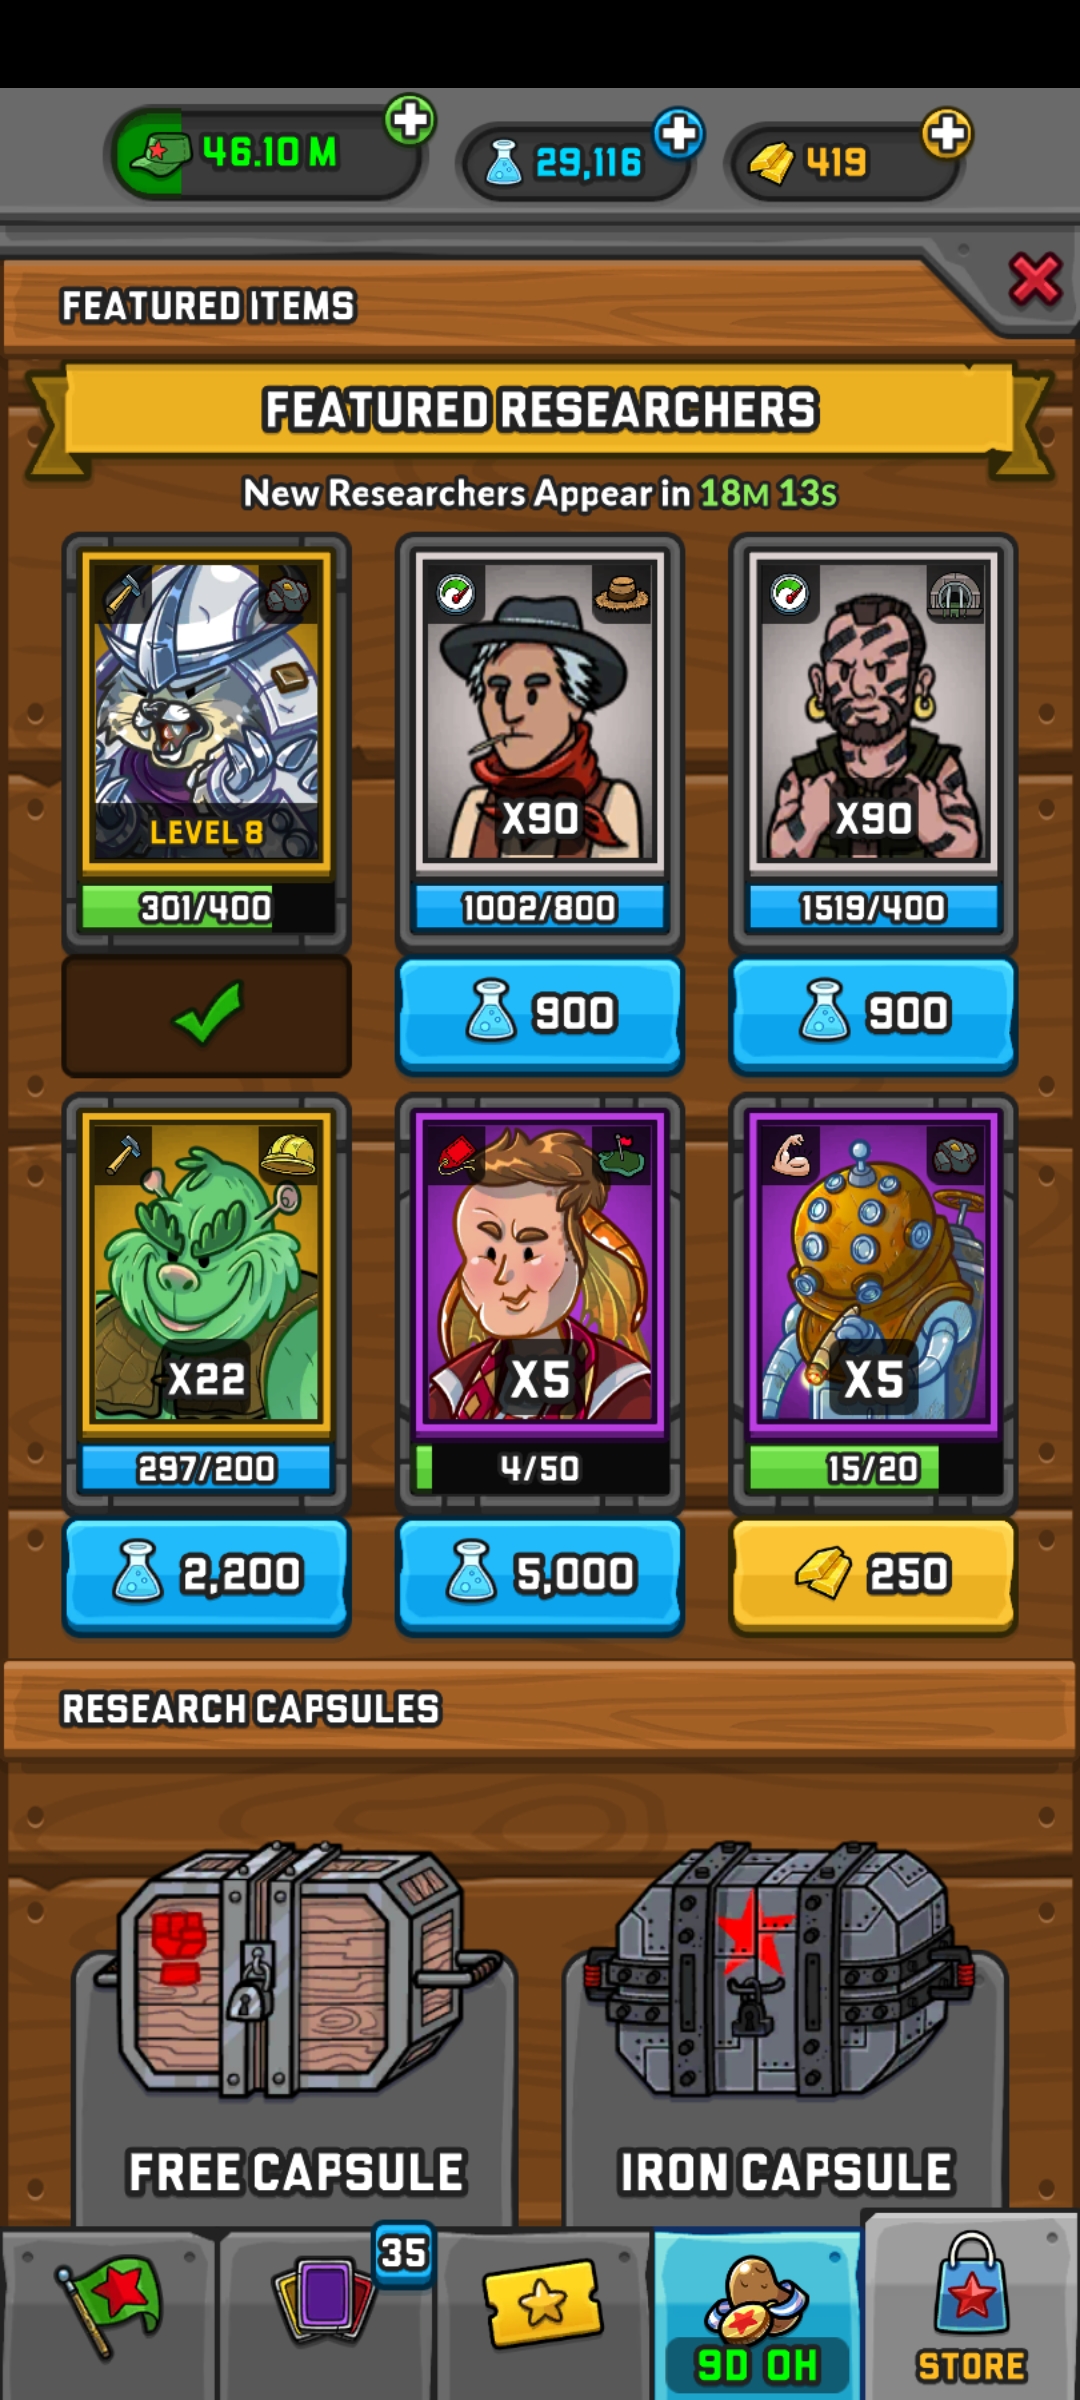 46.10 M
29,116
419
FEATURED ITEMS
FEATURED RESEARCHERS
New Researchers Appear in 18M 13S
LEVEL 8
X90
X90
301/400
1002/800
1519/400
900
900
X22
X5
X5
297/200
4/50
15/20
2,200
5,000
250
RESEARCH CAPSULES
FREE CAPSULE
IRON CAPSULE
35
9D 0H
STORE